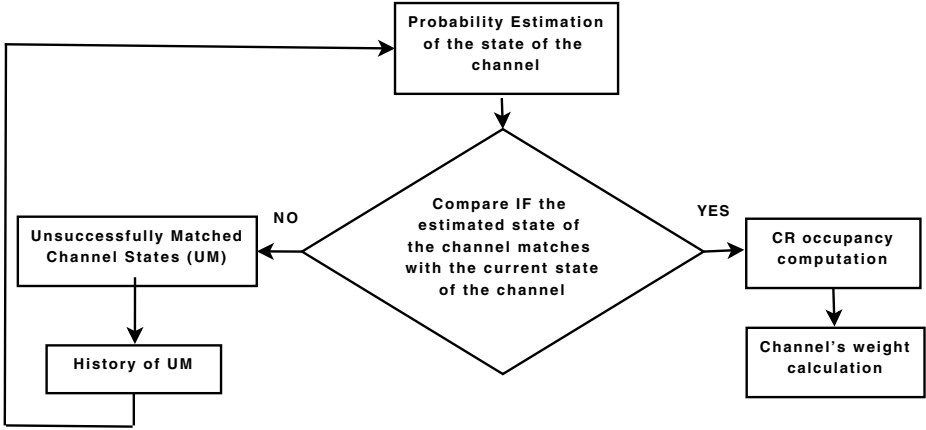 Probability Estimation
of the state of the
channel
Compare IF the
estimated state of
the channel matches
with the current state
of the channel
NO
Unsuccessfully Matched
Channel States (UM)
History of UM
YES
CR occupancy
computation
Channel's weight
calculation